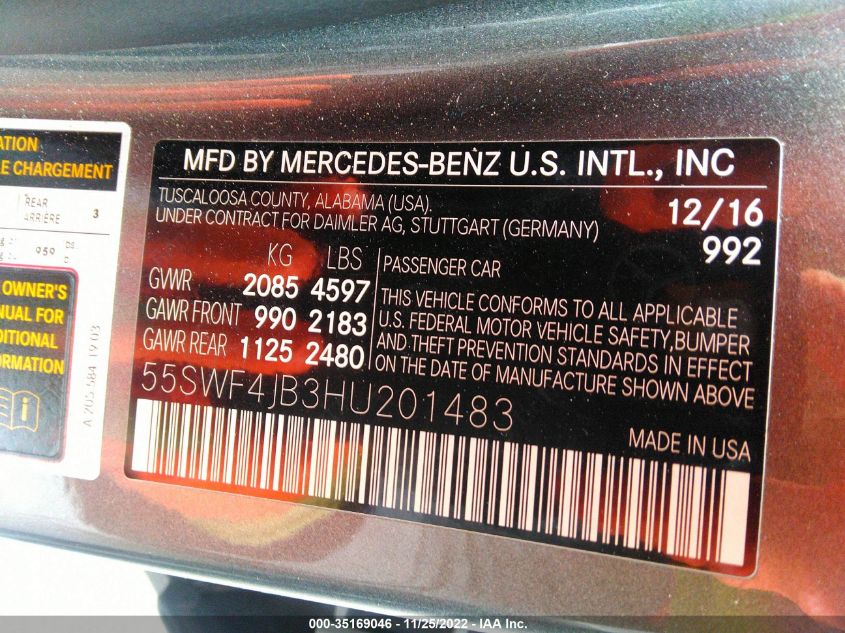 ATION
E CHARGEMENT
REAR
ARRIÈRE
3
959
OWNER'S
NUAL FOR
DITIONAL
FORMATION
A 205 584 19 03
MFD BY MERCEDES-BENZ U.S. INTL., INC
TUSCALOOSA COUNTY, ALABAMA (USA).
UNDER CONTRACT FOR DAIMLER AG, STUTTGART (GERMANY)
12/16
992
KG LBS
GVWR 2085 4597
GAWR FRONT 990 2183
GAWR REAR 1125 2480
PASSENGER CAR
THIS VEHICLE CONFORMS TO ALL APPLICABLE
U.S. FEDERAL MOTOR VEHICLE SAFETY, BUMPER
AND THEFT PREVENTION STANDARDS IN EFFECT
ON THE DATE OF MANUFACTURE SHOWN ABOVE
55SWF4JB3HU201483
MADE IN USA
000-35169046 - 11/25/2022 - IAA Inc.